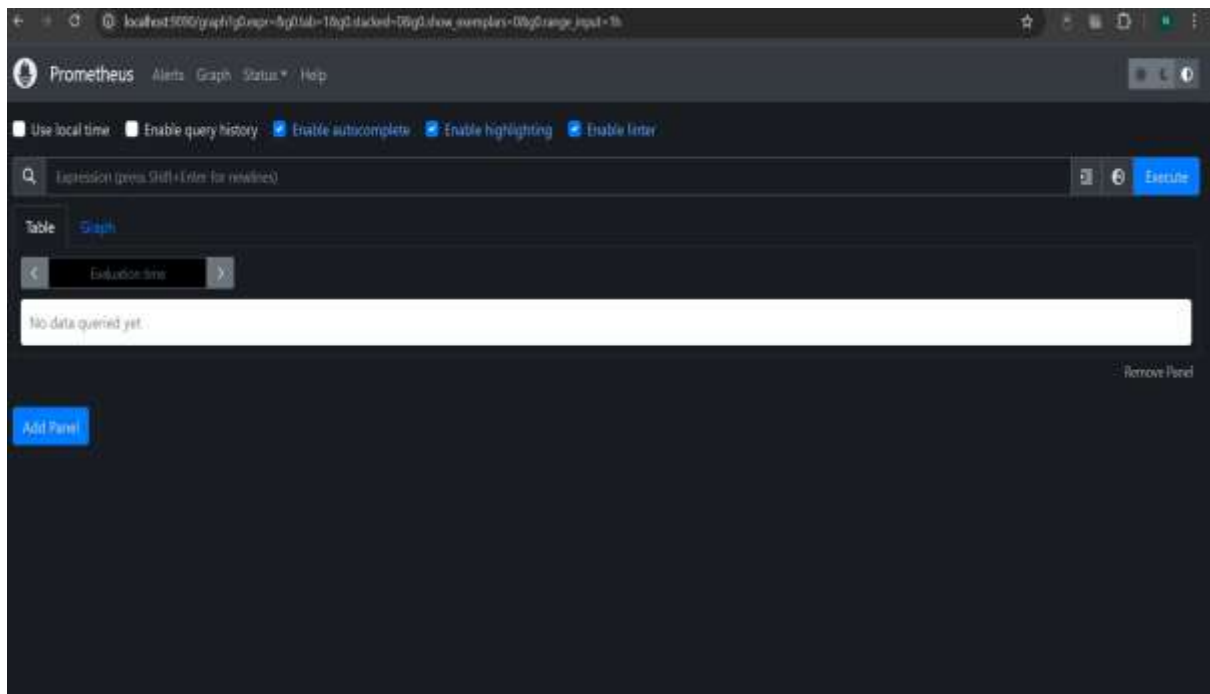 localhost:9090/graph?g0.expr=&g0.tab=1&g0.stacked=0&g0.show_exemplars=0&g0.range_input=1h
Prometheus Alerts Graph Status Help
Use local time Enable query history Enable autocomplete Enable highlighting Enable linter
Expression (press Shift+Enter for newlines) Execute
Table Graph
Evaluation time
No data queried yet
Remove Panel
Add Panel